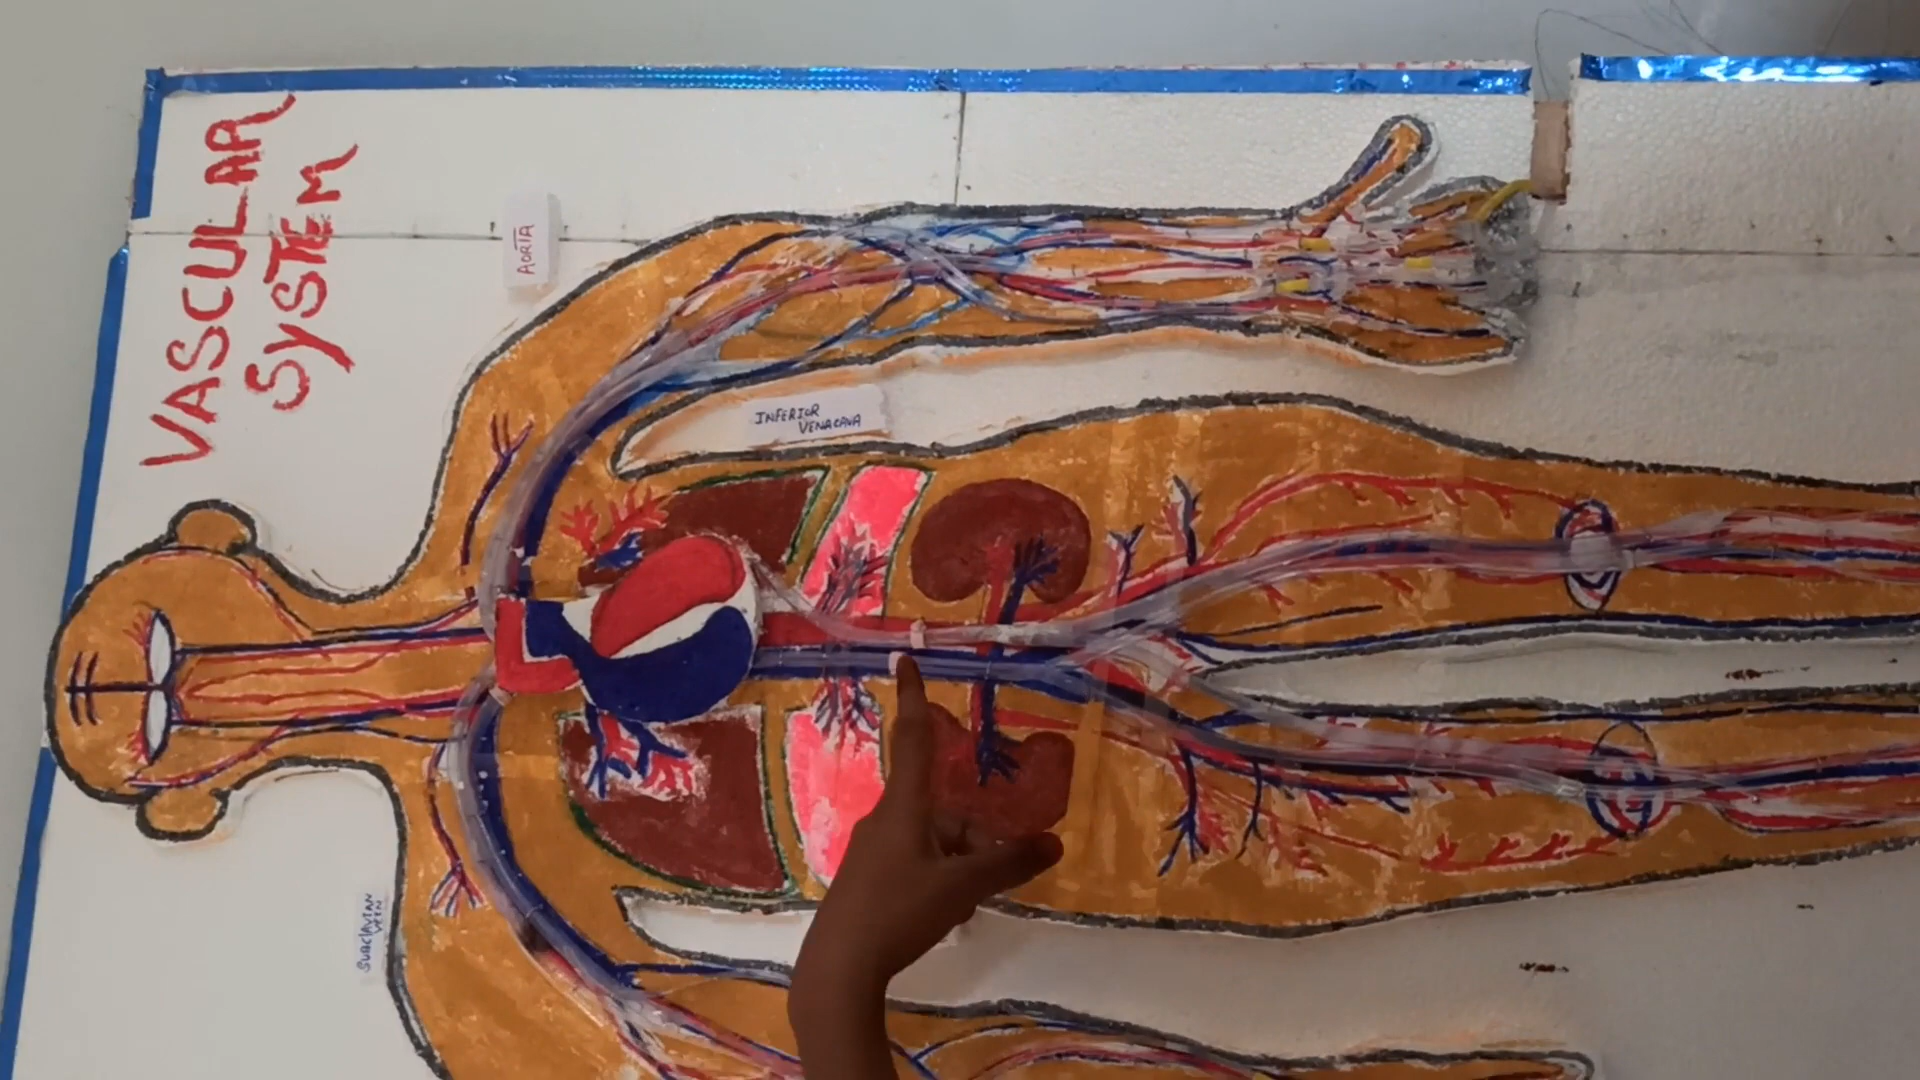 VASCULAR
SYSTEM
AORTA
INFERIOR
VENACAVA
SUBCLAVIAN
VEIN